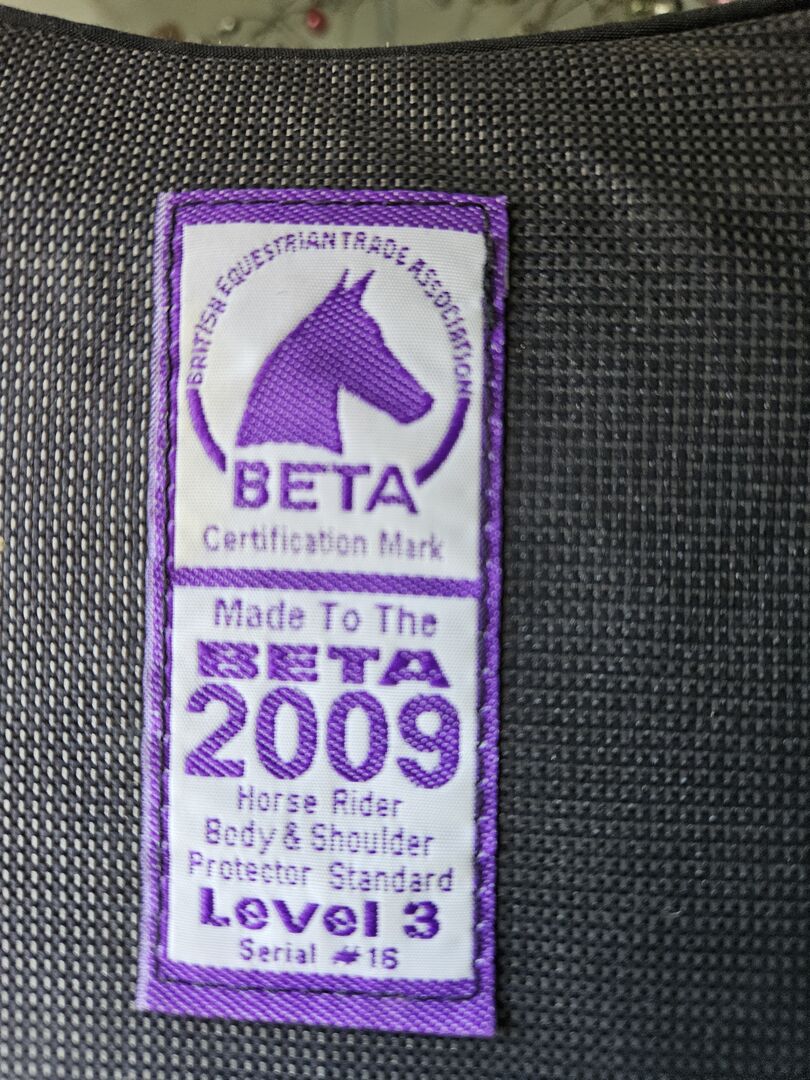 BRITISH EQUESTRIAN TRADE ASSOCIATION
BETA
Certification Mark
Made To The
BETA
2009
Horse Rider
Body & Shoulder
Protector Standard
Level 3
Serial #16